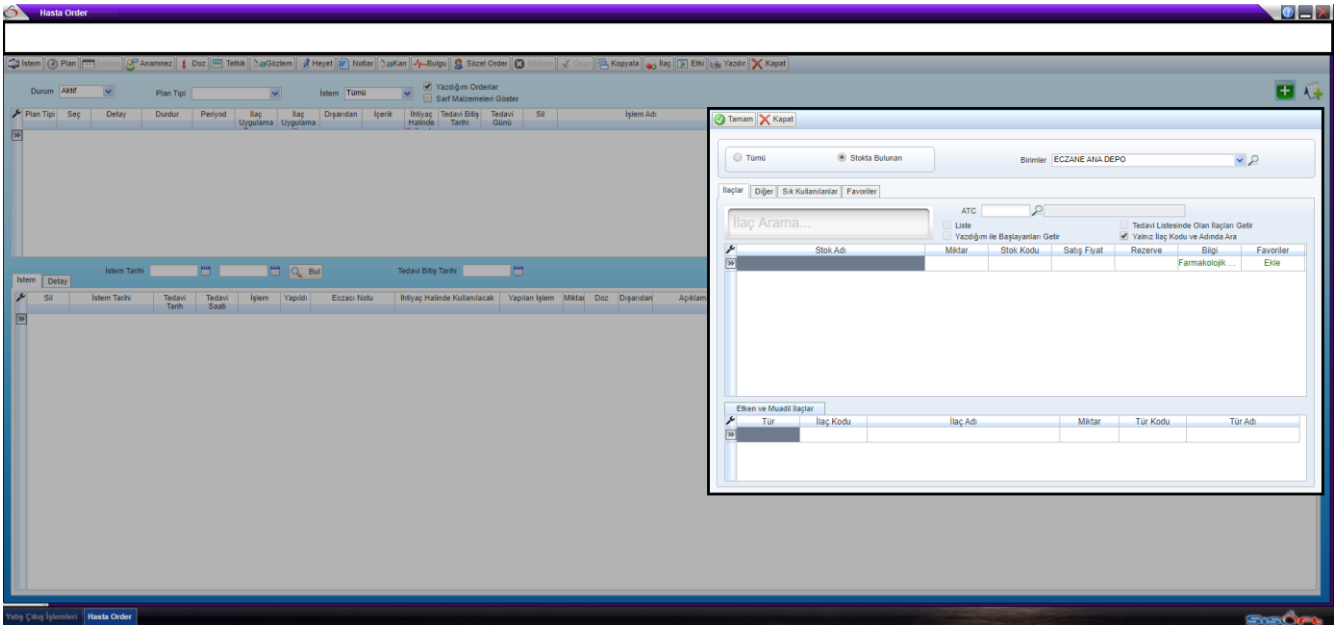 Hasta Order
İstem Plan Anamnez Doz Tetkik Gözlem Heyet Notlar Kan Bulgu Sözel Order Kopyala İlaç Etki Yazdır Kapat
Durum Aktif Plan Tipi İstem Tümü Yazdığım Orderlar
Sarf Malzemeleri Göster
Plan Tipi Seç Detay Durdur Periyod İlaç Uygulama İlaç Uygulama Dışarıdan İçerik İhtiyaç Halinde Tedavi Bitiş Tarihi Tedavi Günü Sil İşlem Adı
Tamam Kapat
Tümü Stokta Bulunan Birimler ECZANE ANA DEPO
İlaçlar Diğer Sık Kullanılanlar Favoriler
İlaç Arama...
ATC
Liste Tedavi Listesinde Olan İlaçları Getir
Yazdığım ile Başlayanları Getir Yalnız İlaç Kodu ve Adında Ara
Stok Adı Miktar Stok Kodu Satış Fiyat Rezerve Bilgi Favoriler
Farmakolojik ... Ekle
Etken ve Muadil İlaçlar
Tür İlaç Kodu İlaç Adı Miktar Tür Kodu Tür Adı
İstem Tarihi Bul Tedavi Bitiş Tarihi
İstem Detay
Sil İstem Tarihi Tedavi Tarih Tedavi Saati İşlem Yapıldı Eczacı Notu İhtiyaç Halinde Kullanılacak Yapılan İşlem Miktar Doz Dışarıdan Açıklam
Yatış Çıkış İşlemleri Hasta Order
SisOft